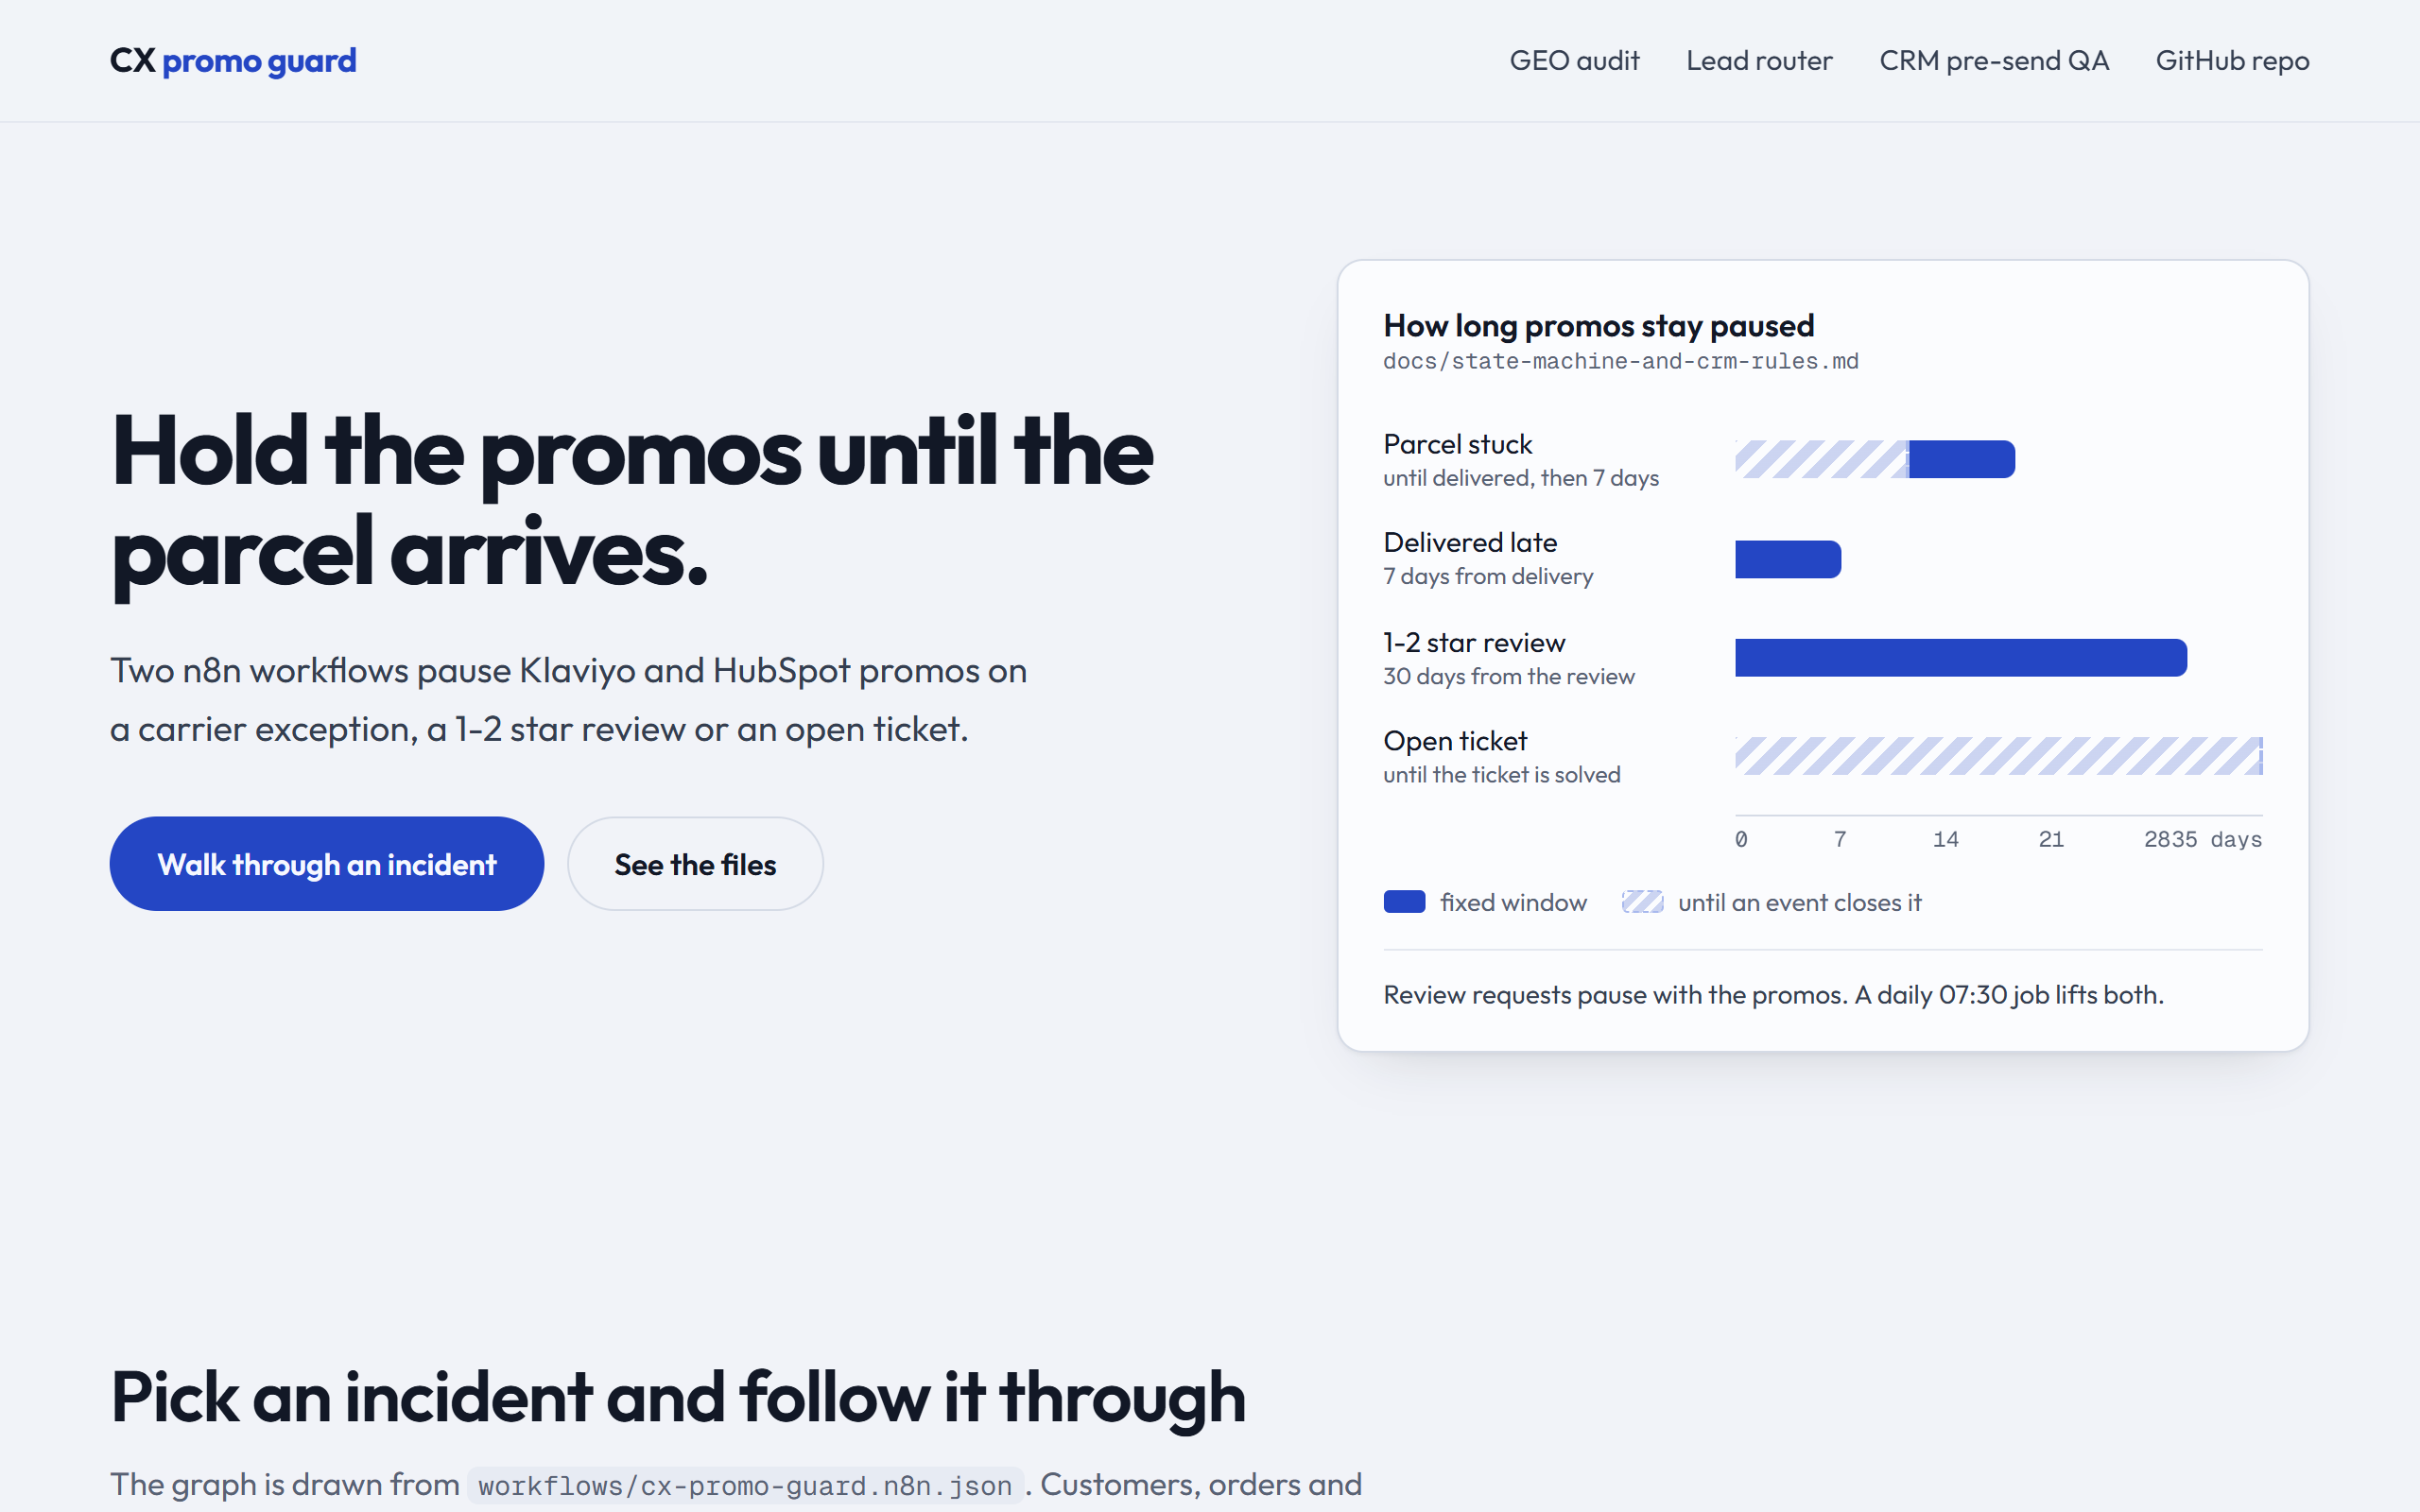 CX promo guard
GEO audit
Lead router
CRM pre-send QA
GitHub repo
Hold the promos until the
parcel arrives.
Two n8n workflows pause Klaviyo and HubSpot promos on
a carrier exception, a 1-2 star review or an open ticket.
Walk through an incident
See the files
How long promos stay paused
docs/state-machine-and-crm-rules.md
Parcel stuck
until delivered, then 7 days
Delivered late
7 days from delivery
1-2 star review
30 days from the review
Open ticket
until the ticket is solved
0 7 14 21 2835 days
fixed window
until an event closes it
Review requests pause with the promos. A daily 07:30 job lifts both.
Pick an incident and follow it through
The graph is drawn from workflows/cx-promo-guard.n8n.json. Customers, orders and